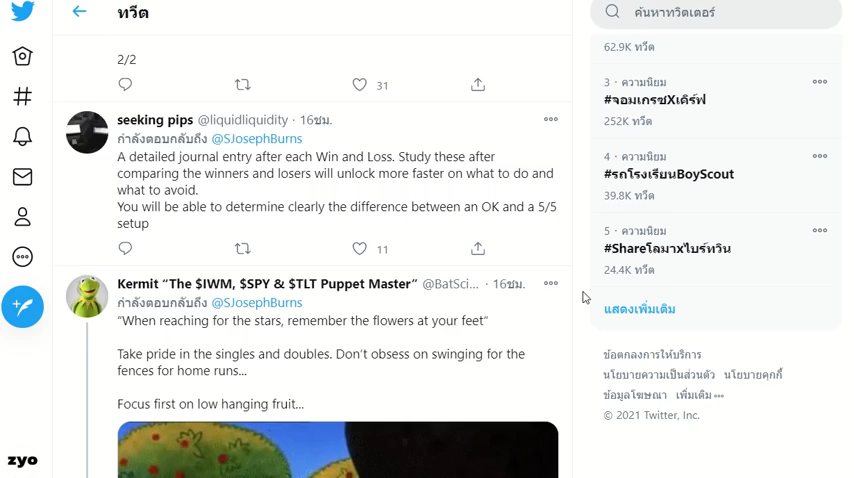 ทวีต
2/2
31
seeking pips @liquidliquidity · 16ชม.
กำลังตอบกลับถึง @SJosephBurns
A detailed journal entry after each Win and Loss. Study these after
comparing the winners and losers will unlock more faster on what to do and
what to avoid.
You will be able to determine clearly the difference between an OK and a 5/5
setup
11
Kermit “The $IWM, $SPY & $TLT Puppet Master” @BatSci... · 16ชม.
กำลังตอบกลับถึง @SJosephBurns
“When reaching for the stars, remember the flowers at your feet”
Take pride in the singles and doubles. Don’t obsess on swinging for the
fences for home runs...
Focus first on low hanging fruit...
ค้นหาทวิตเตอร์
62.9K ทวีต
3 · ความนิยม
#จอมเกรซXเดิร์ฟ
252K ทวีต
4 · ความนิยม
#รถโรงเรียนBoyScout
39.8K ทวีต
5 · ความนิยม
#Shareโฉมาxไบร์ทวิน
24.4K ทวีต
แสดงเพิ่มเติม
ข้อตกลงการให้บริการ
นโยบายความเป็นส่วนตัว นโยบายคุกกี้
ข้อมูลโฆษณา เพิ่มเติม
© 2021 Twitter, Inc.
zyo